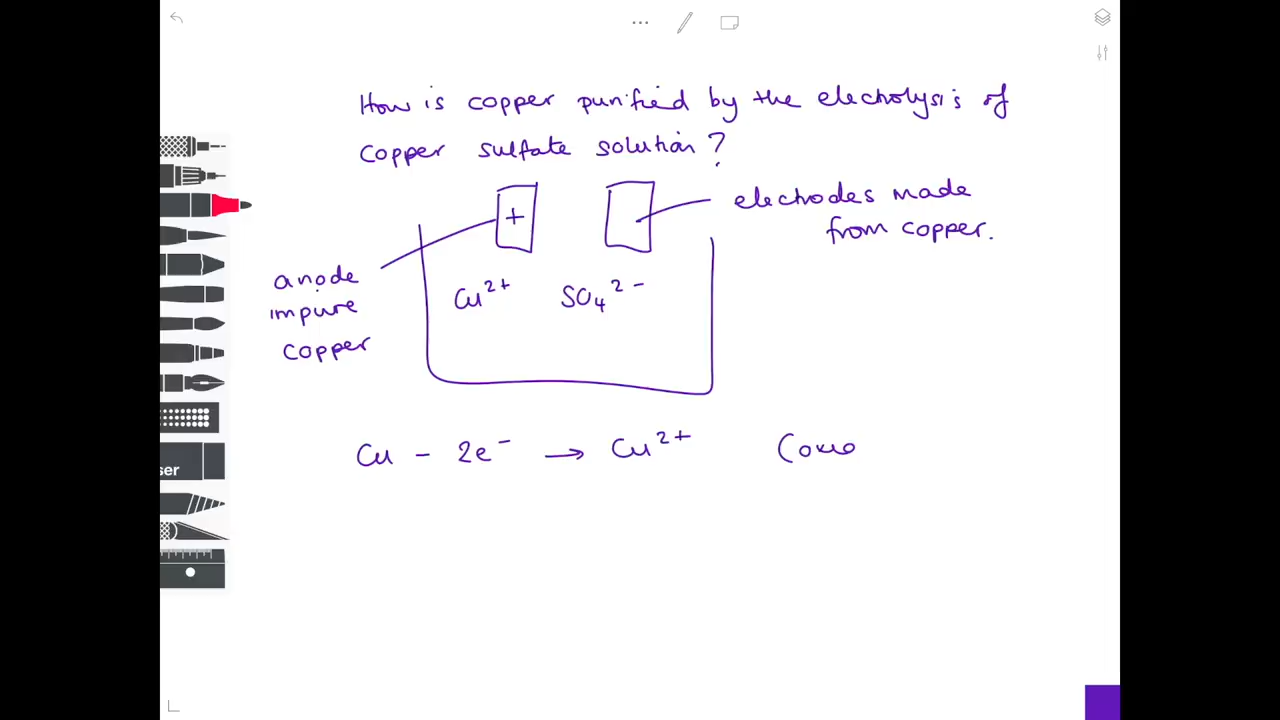 How is copper purified by the electrolysis of
copper sulfate solution?
+
electrodes made
from copper.
anode
impure
copper
Cu²⁺ SO₄²⁻
Cu - 2e⁻ → Cu²⁺
ser